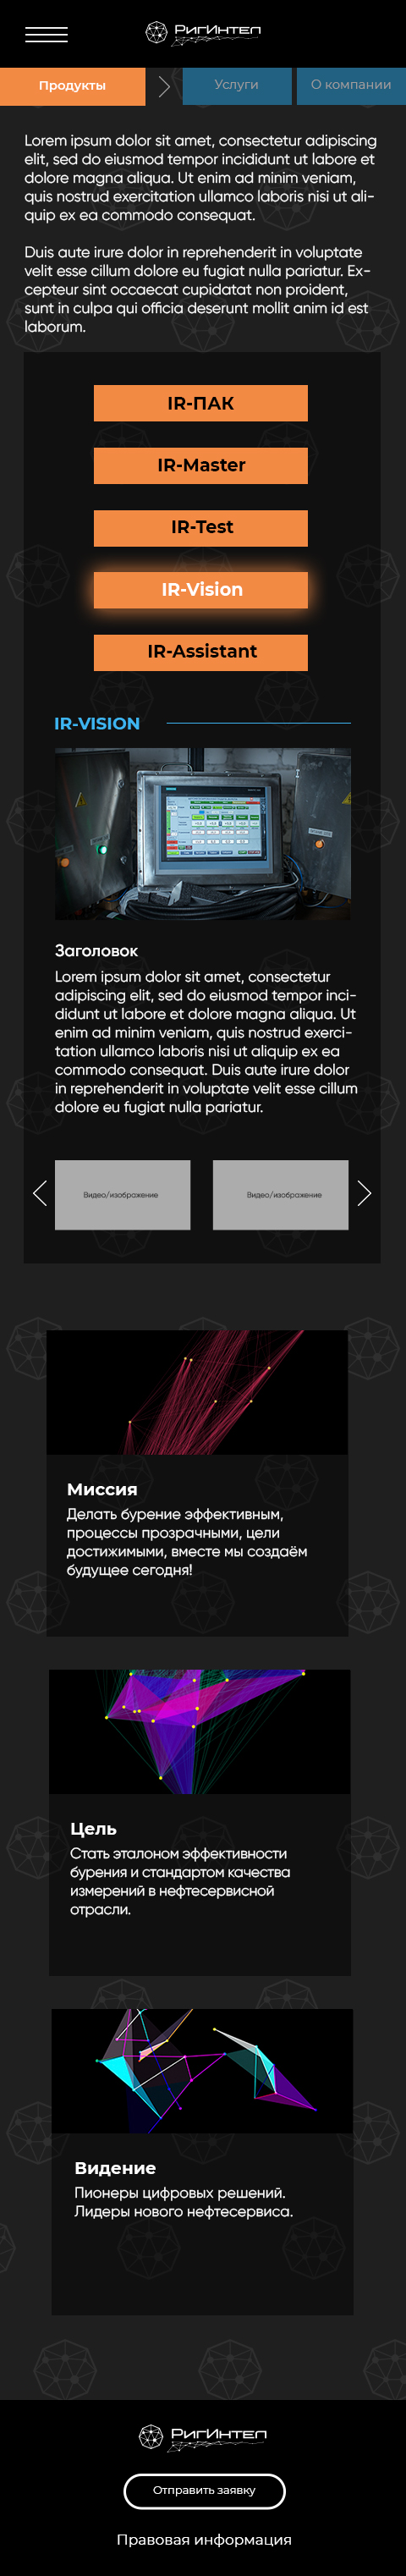 РигИнтел
Продукты
Услуги
О компании
Lorem ipsum dolor sit amet, consectetur adipiscing
elit, sed do eiusmod tempor incididunt ut labore et
dolore magna aliqua. Ut enim ad minim veniam,
quis nostrud exercitation ullamco laboris nisi ut ali-
quip ex ea commodo consequat.
Duis aute irure dolor in reprehenderit in voluptate
velit esse cillum dolore eu fugiat nulla pariatur. Ex-
cepteur sint occaecat cupidatat non proident,
sunt in culpa qui officia deserunt mollit anim id est
laborum.
IR-ПАК
IR-Master
IR-Test
IR-Vision
IR-Assistant
IR-VISION
Заголовок
Lorem ipsum dolor sit amet, consectetur
adipiscing elit, sed do eiusmod tempor inci-
didunt ut labore et dolore magna aliqua. Ut
enim ad minim veniam, quis nostrud exerci-
tation ullamco laboris nisi ut aliquip ex ea
commodo consequat. Duis aute irure dolor
in reprehenderit in voluptate velit esse cillum
dolore eu fugiat nulla pariatur.
Видео/изображение
Видео/изображение
Миссия
Делать бурение эффективным,
процессы прозрачными, цели
достижимыми, вместе мы создаём
будущее сегодня!
Цель
Стать эталоном эффективности
бурения и стандартом качества
измерений в нефтесервисной
отрасли.
Видение
Пионеры цифровых решений.
Лидеры нового нефтесервиса.
РигИнтел
Отправить заявку
Правовая информация